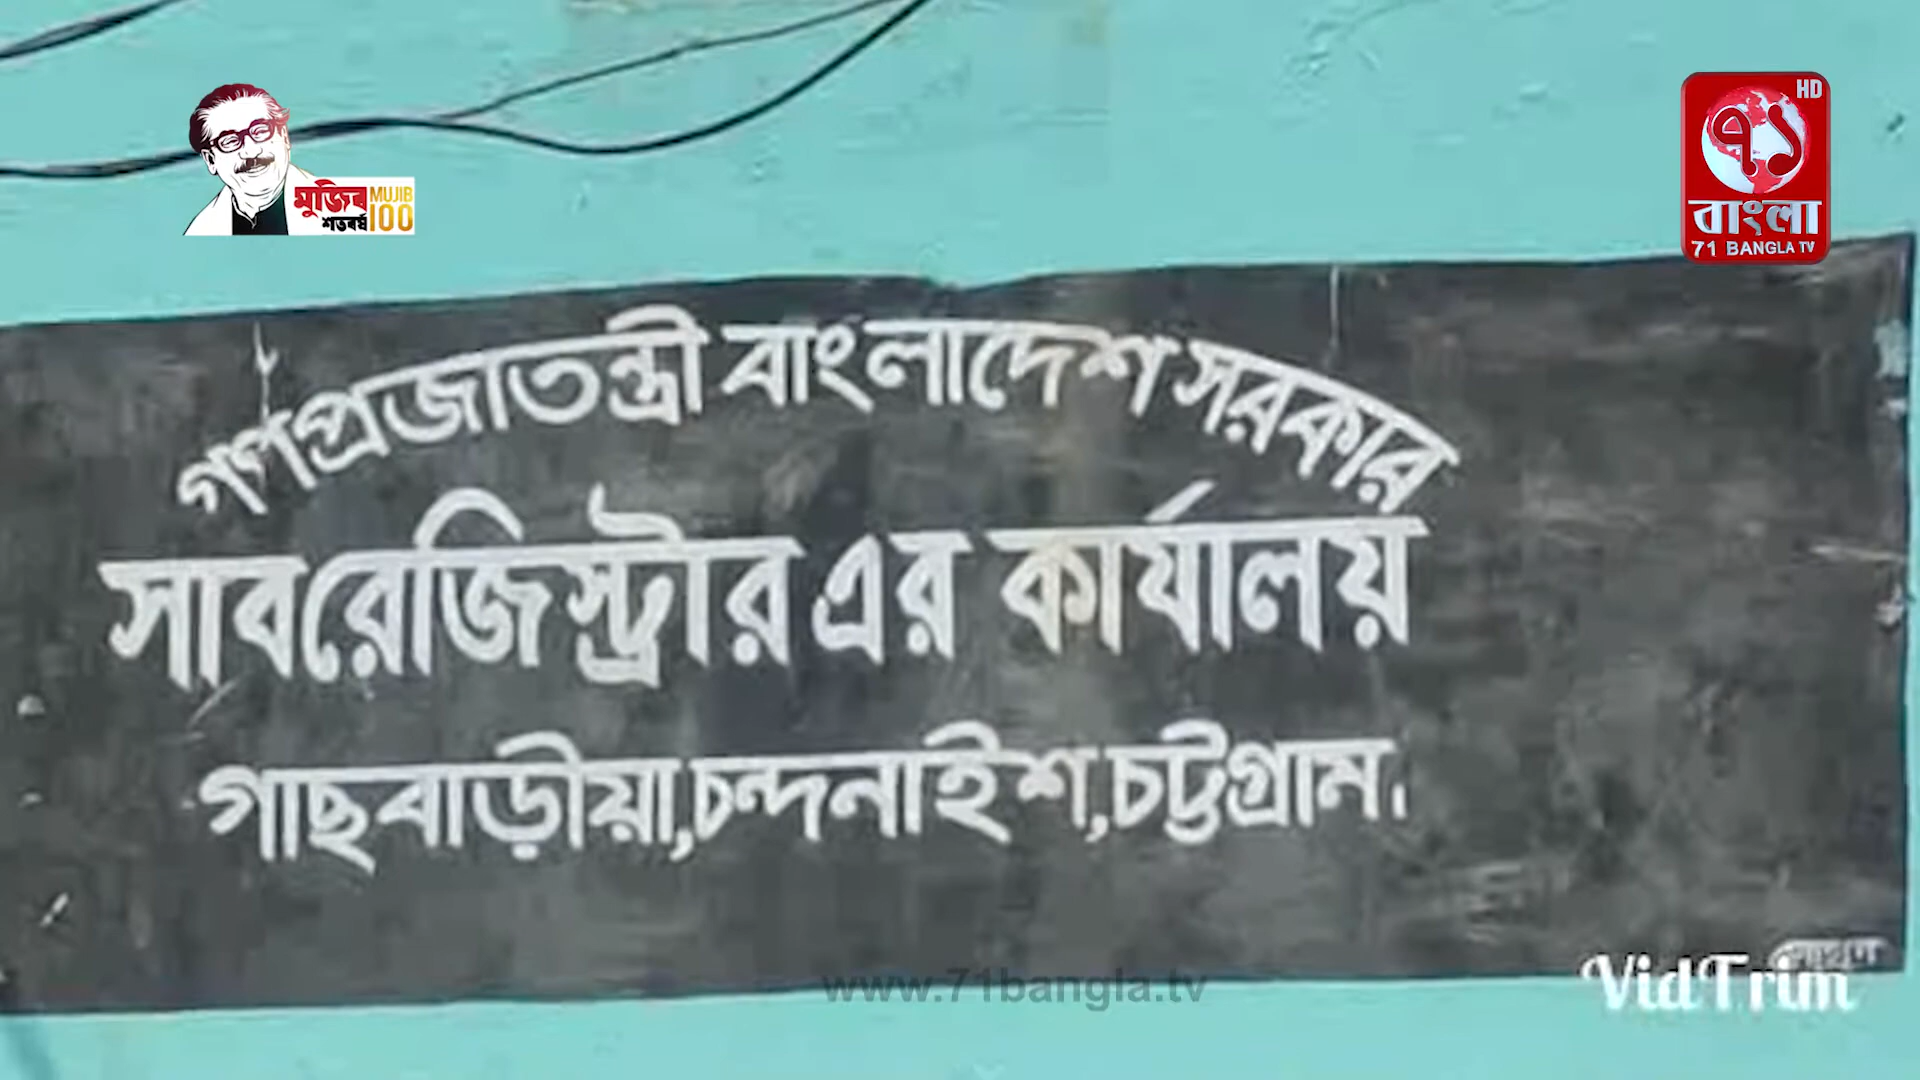 মুজিব MUJIB
শতবর্ষ 100
HD
৭১
বাংলা
71 BANGLA TV
গণপ্রজাতন্ত্রী বাংলাদেশ সরকার
সাবরেজিস্ট্রার এর কার্যালয়
গাছবাড়ীয়া,চন্দনাইশ,চট্টগ্রাম।
www.71bangla.tv
VidTrim